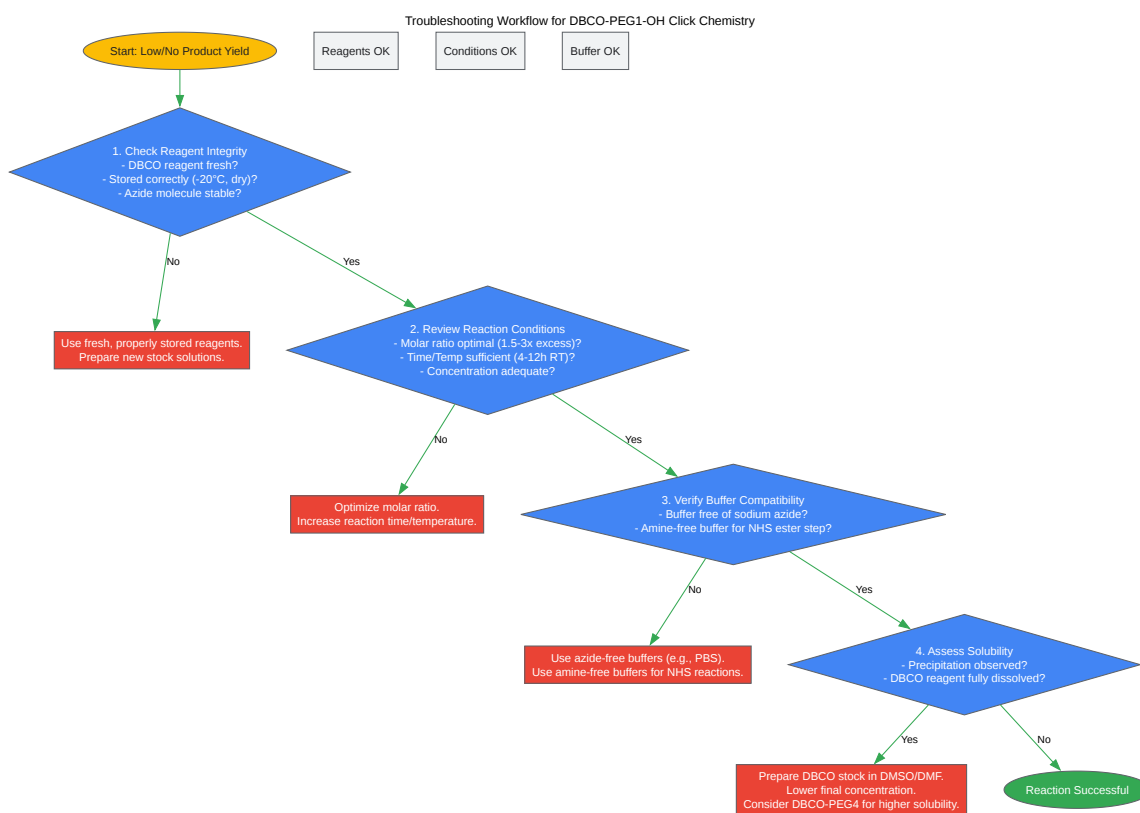 Troubleshooting Workflow for DBCO-PEG1-OH Click Chemistry
Start: Low/No Product Yield
Reagents OK
Conditions OK
Buffer OK
1. Check Reagent Integrity
- DBCO reagent fresh?
- Stored correctly (-20°C, dry)?
- Azide molecule stable?
No
Yes
Use fresh, properly stored reagents.
Prepare new stock solutions.
2. Review Reaction Conditions
- Molar ratio optimal (1.5-3x excess)?
- Time/Temp sufficient (4-12h RT)?
- Concentration adequate?
No
Yes
Optimize molar ratio.
Increase reaction time/temperature.
3. Verify Buffer Compatibility
- Buffer free of sodium azide?
- Amine-free buffer for NHS ester step?
No
Yes
Use azide-free buffers (e.g., PBS).
Use amine-free buffers for NHS reactions.
4. Assess Solubility
- Precipitation observed?
- DBCO reagent fully dissolved?
Yes
No
Prepare DBCO stock in DMSO/DMF.
Lower final concentration.
Consider DBCO-PEG4 for higher solubility.
Reaction Successful